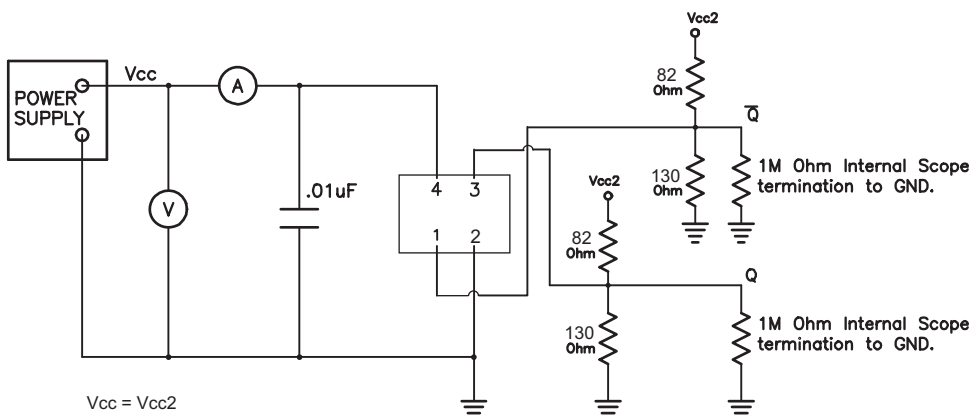 Vcc2
82
Ohm
Vcc
A
POWER
SUPPLY
Q̅
130
Ohm
1M Ohm Internal Scope
termination to GND.
Vcc2
.01uF
4 3
V
1 2
82
Ohm
Q
130
Ohm
1M Ohm Internal Scope
termination to GND.
Vcc = Vcc2